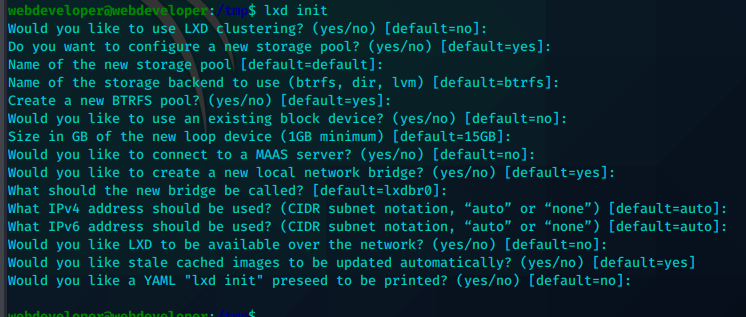 webdeveloper@webdeveloper:/tmp$ lxd init
Would you like to use LXD clustering? (yes/no) [default=no]:
Do you want to configure a new storage pool? (yes/no) [default=yes]:
Name of the new storage pool [default=default]:
Name of the storage backend to use (btrfs, dir, lvm) [default=btrfs]:
Create a new BTRFS pool? (yes/no) [default=yes]:
Would you like to use an existing block device? (yes/no) [default=no]:
Size in GB of the new loop device (1GB minimum) [default=15GB]:
Would you like to connect to a MAAS server? (yes/no) [default=no]:
Would you like to create a new local network bridge? (yes/no) [default=yes]:
What should the new bridge be called? [default=lxdbr0]:
What IPv4 address should be used? (CIDR subnet notation, “auto” or “none”) [default=auto]:
What IPv6 address should be used? (CIDR subnet notation, “auto” or “none”) [default=auto]:
Would you like LXD to be available over the network? (yes/no) [default=no]:
Would you like stale cached images to be updated automatically? (yes/no) [default=yes]
Would you like a YAML "lxd init" preseed to be printed? (yes/no) [default=no]:
webdeveloper@webdeveloper:/tmp$